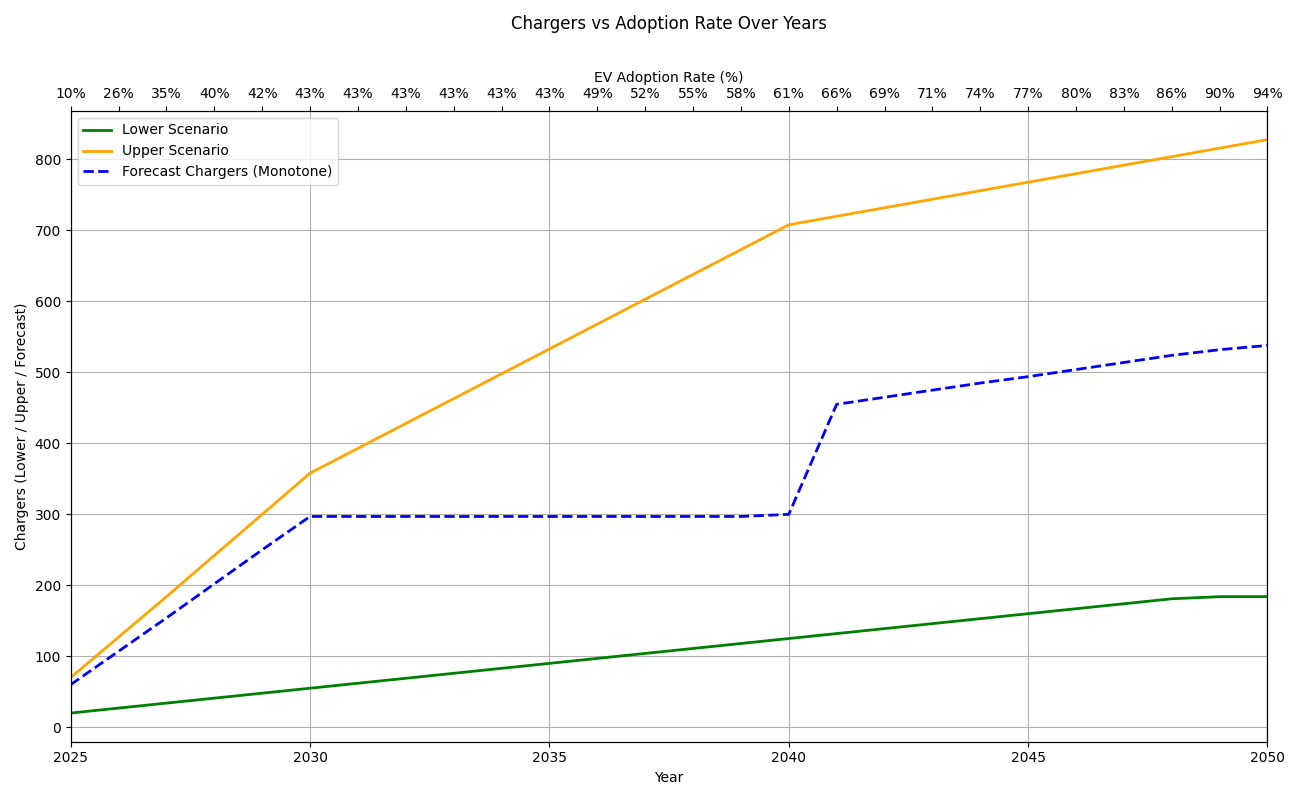 Chargers vs Adoption Rate Over Years
EV Adoption Rate (%)
10% 26% 35% 40% 42% 43% 43% 43% 43% 43% 43% 49% 52% 55% 58% 61% 66% 69% 71% 74% 77% 80% 83% 86% 90% 94%
Lower Scenario
Upper Scenario
Forecast Chargers (Monotone)
Chargers (Lower / Upper / Forecast)
800
700
600
500
400
300
200
100
0
2025 2030 2035 2040 2045 2050
Year